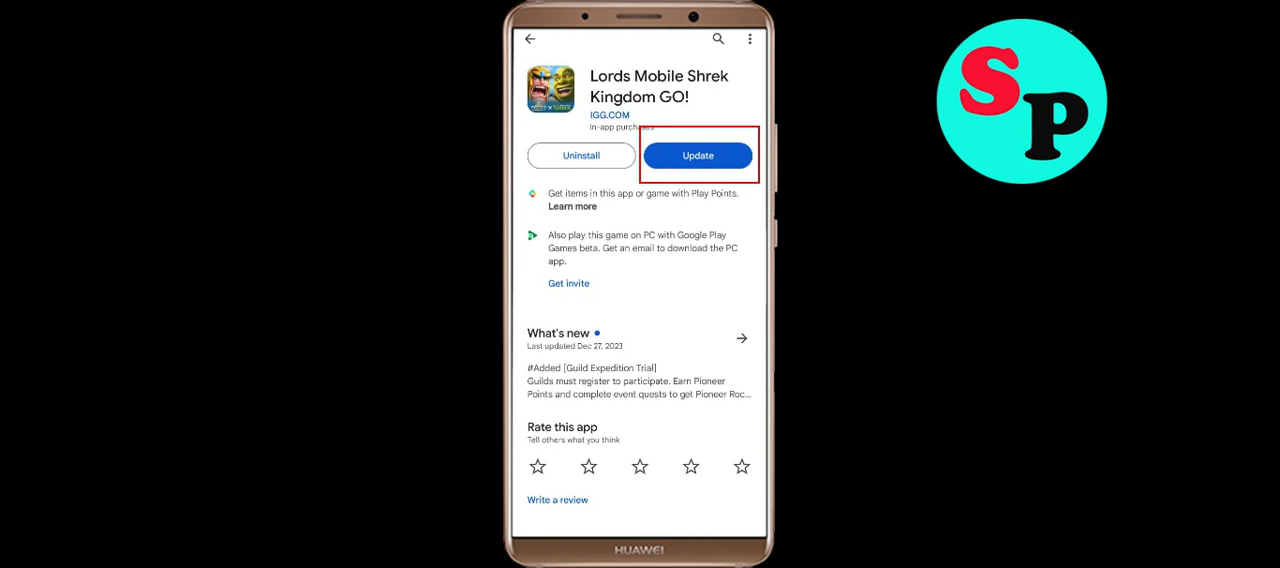 Lords Mobile Shrek
Kingdom GO!
IGG.COM
In-app purchases
Uninstall
Update
Get items in this app or game with Play Points.
Learn more
Also play this game on PC with Google Play
Games beta. Get an email to download the PC
app.
Get invite
What's new
Last updated Dec 27, 2023
#Added [Guild Expedition Trial]
Guilds must register to participate. Earn Pioneer
Points and complete event quests to get Pioneer Roc...
Rate this app
Tell others what you think
Write a review
HUAWEI
SP